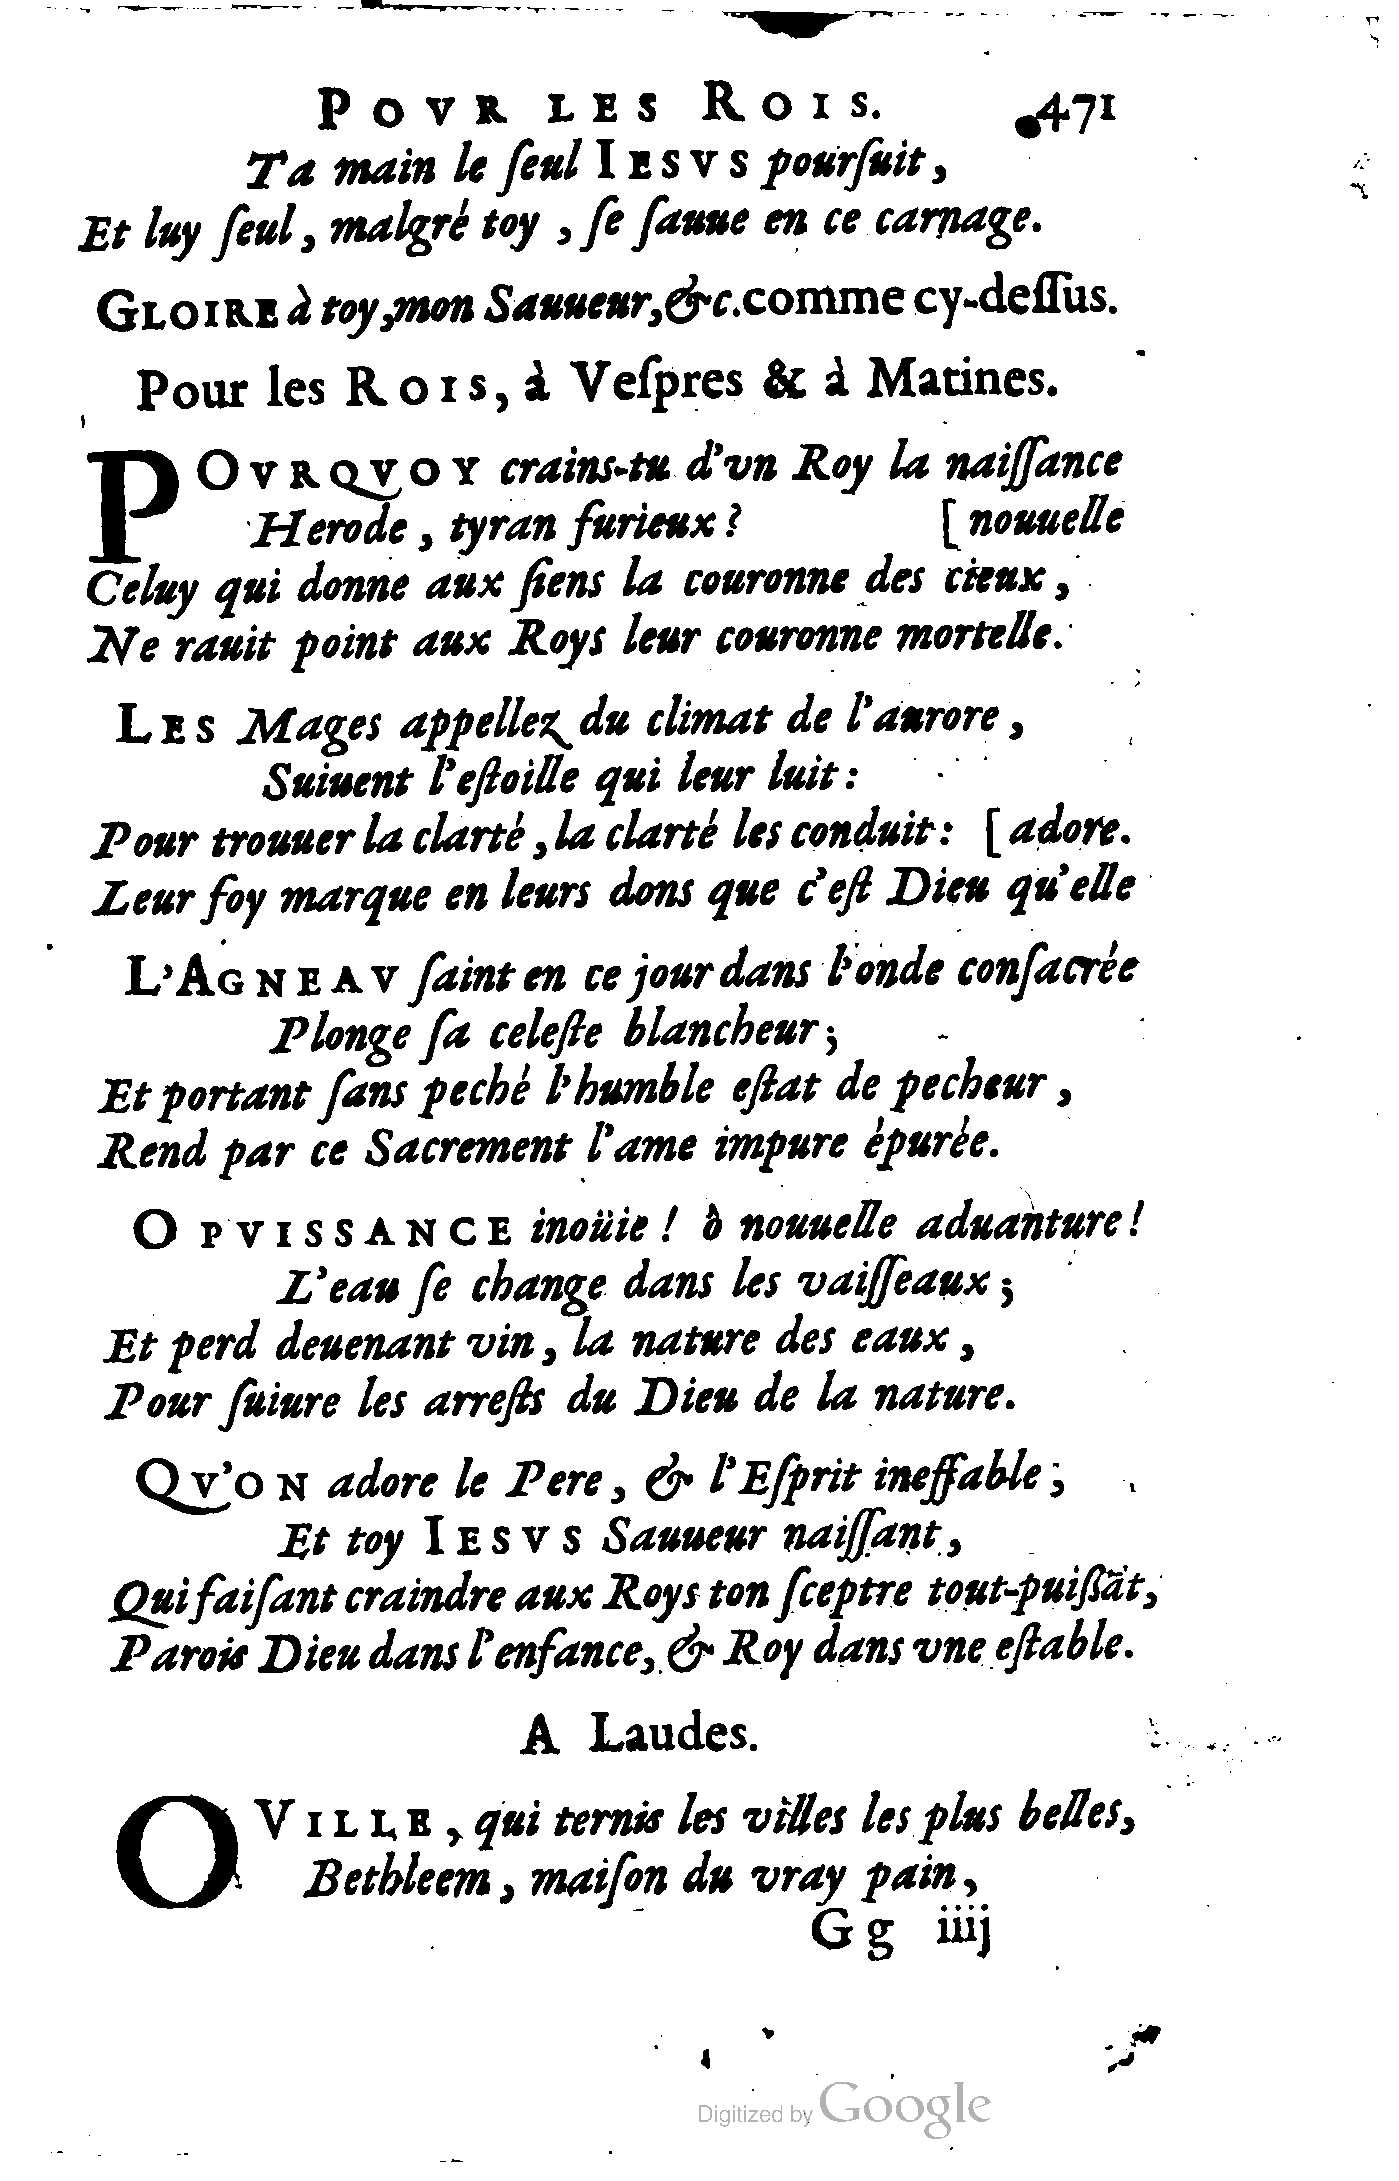 POVR LES ROIS. 471
Ta main le ſeul IESVS pourſuit,
Et luy ſeul, malgré toy, ſe ſauue en ce carnage.
GLOIRE à toy, mon Sauueur, &c. comme cy-deſſus.
Pour les ROIS, à Veſpres & à Matines.
POVRQVOY crains-tu d'vn Roy la naiſſance
Herode, tyran furieux? [nouuelle
Celuy qui donne aux ſiens la couronne des cieux,
Ne rauit point aux Roys leur couronne mortelle.
LES Mages appellez du climat de l'aurore,
Suiuent l'eſtoille qui leur luit:
Pour trouuer la clarté, la clarté les conduit: [adore.
Leur foy marque en leurs dons que c'eſt Dieu qu'elle
L'AGNEAV ſaint en ce jour dans l'onde conſacrée
Plonge ſa celeſte blancheur;
Et portant ſans peché l'humble eſtat de pecheur,
Rend par ce Sacrement l'ame impure épurée.
O PVISSANCE inoüie! ô nouuelle aduanture!
L'eau ſe change dans les vaiſſeaux;
Et perd deuenant vin, la nature des eaux,
Pour ſuiure les arreſts du Dieu de la nature.
QV'ON adore le Pere, & l'Eſprit ineffable;
Et toy IESVS Sauueur naiſſant,
Qui faiſant craindre aux Roys ton ſceptre tout-puißãt,
Parois Dieu dans l'enfance, & Roy dans vne eſtable.
A Laudes.
O VILLE, qui ternis les villes les plus belles,
Bethleem, maiſon du vray pain,
Gg iiij
Digitized by Google